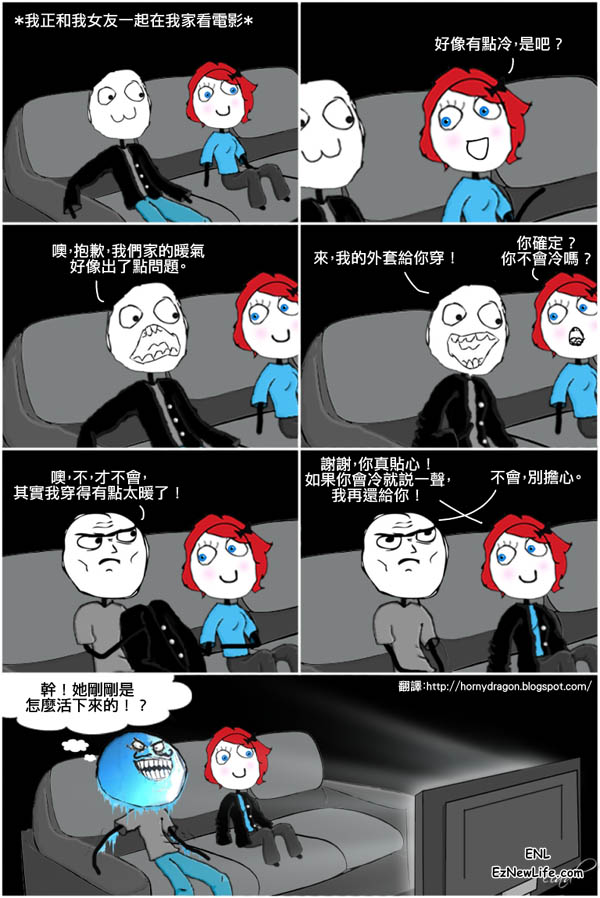 *我正和我女友一起在我家看電影*
好像有點冷，是吧？
噢，抱歉，我們家的暖氣
好像出了點問題。
來，我的外套給你穿！
你確定？
你不會冷嗎？
噢，不，才不會，
其實我穿得有點太暖了！
謝謝，你真貼心！
如果你會冷就說一聲，
我再還給你！
不會，別擔心。
幹！她剛剛是
怎麼活下來的！？
翻譯:http://hornydragon.blogspot.com/
ENL
EzNewLife.com